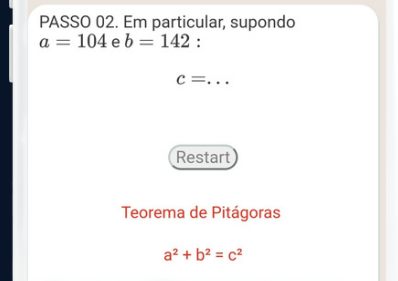 PASSO 02. Em particular, supondo
a = 104 e b = 142 :
c =...
Restart
Teorema de Pitágoras
a² + b² = c²